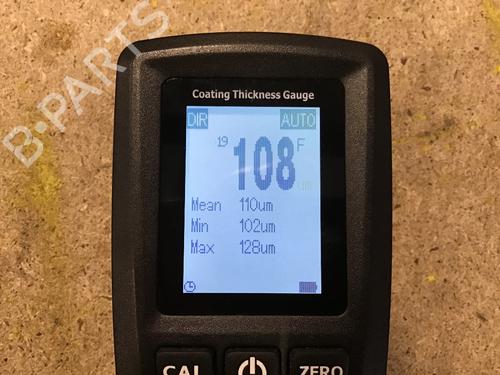 B-PARTS
Coating Thickness Gauge
DIR AUTO
19 108 F
um
Mean 110um
Min 102um
Max 128um
CAL ZERO